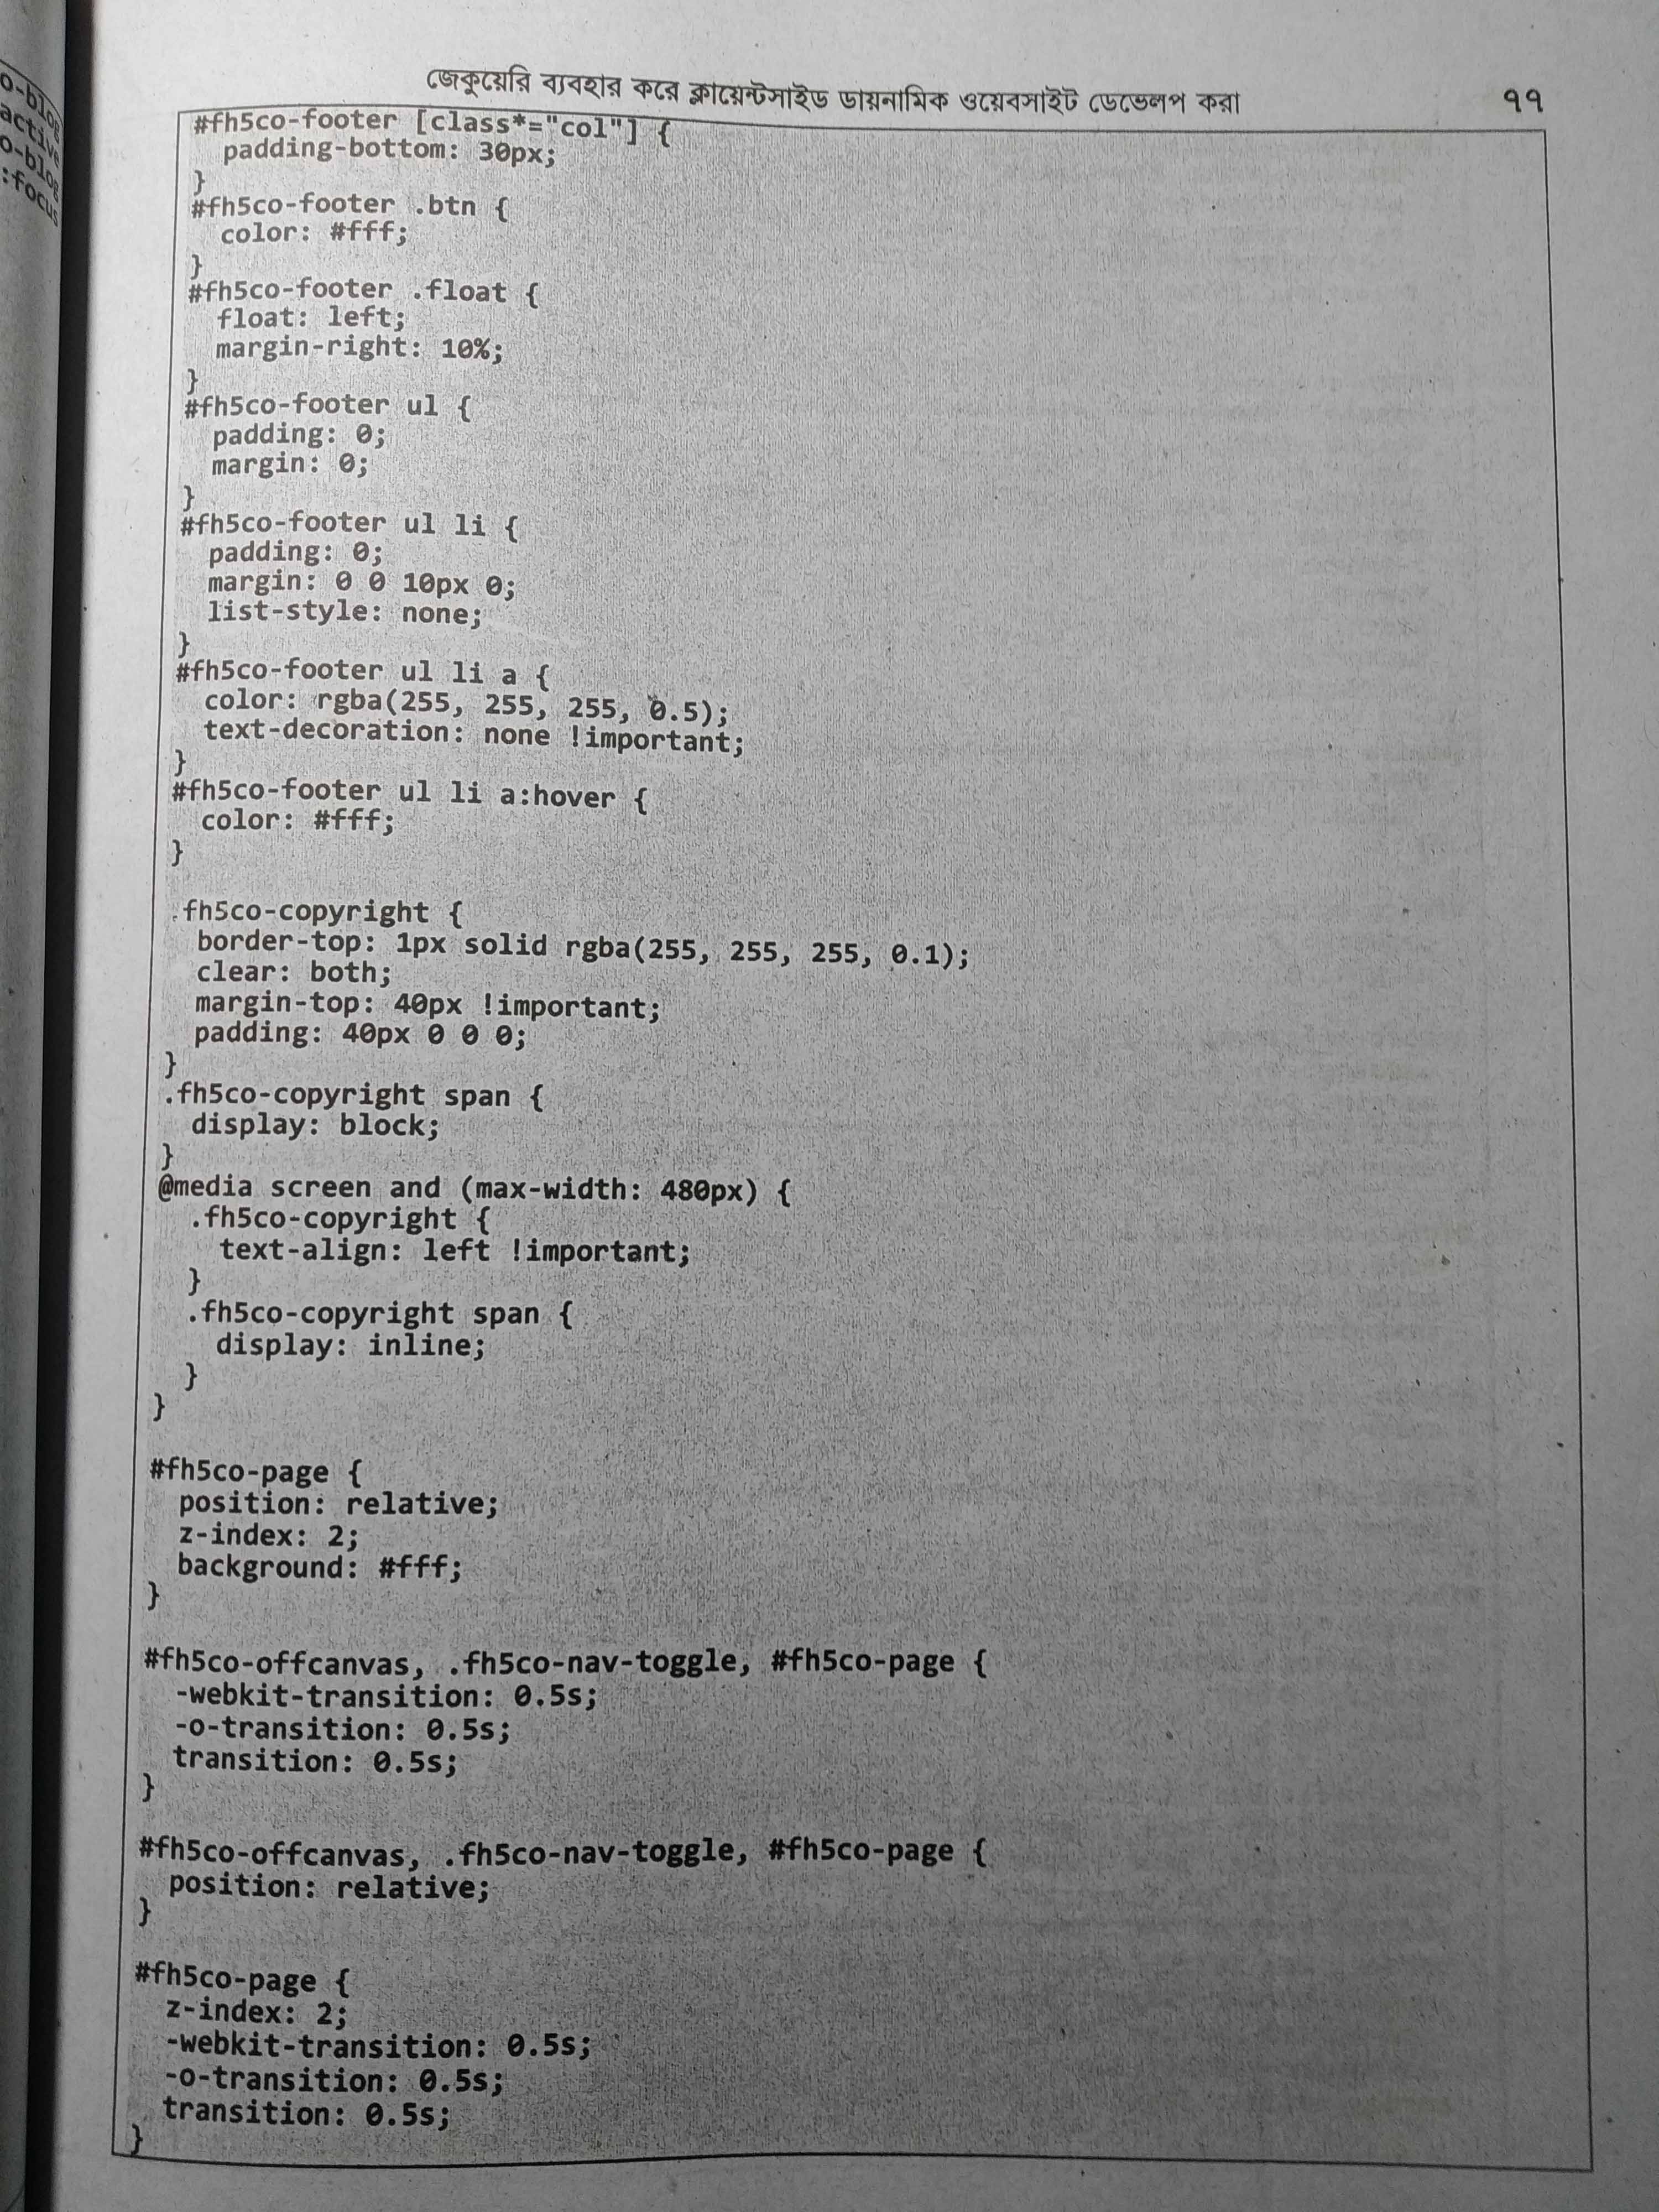 o-blog
active
o-blog
:focus
জেকুয়েরি ব্যবহার করে ক্লায়েন্টসাইড ডায়নামিক ওয়েবসাইট ডেভেলপ করা ৭৭
#fh5co-footer [class*="col"] {
  padding-bottom: 30px;
}
#fh5co-footer .btn {
  color: #fff;
}
#fh5co-footer .float {
  float: left;
  margin-right: 10%;
}
#fh5co-footer ul {
  padding: 0;
  margin: 0;
}
#fh5co-footer ul li {
  padding: 0;
  margin: 0 0 10px 0;
  list-style: none;
}
#fh5co-footer ul li a {
  color: rgba(255, 255, 255, 0.5);
  text-decoration: none !important;
}
#fh5co-footer ul li a:hover {
  color: #fff;
}

.fh5co-copyright {
  border-top: 1px solid rgba(255, 255, 255, 0.1);
  clear: both;
  margin-top: 40px !important;
  padding: 40px 0 0 0;
}
.fh5co-copyright span {
  display: block;
}
@media screen and (max-width: 480px) {
  .fh5co-copyright {
    text-align: left !important;
  }
  .fh5co-copyright span {
    display: inline;
  }
}

#fh5co-page {
  position: relative;
  z-index: 2;
  background: #fff;
}

#fh5co-offcanvas, .fh5co-nav-toggle, #fh5co-page {
  -webkit-transition: 0.5s;
  -o-transition: 0.5s;
  transition: 0.5s;
}

#fh5co-offcanvas, .fh5co-nav-toggle, #fh5co-page {
  position: relative;
}

#fh5co-page {
  z-index: 2;
  -webkit-transition: 0.5s;
  -o-transition: 0.5s;
  transition: 0.5s;
}